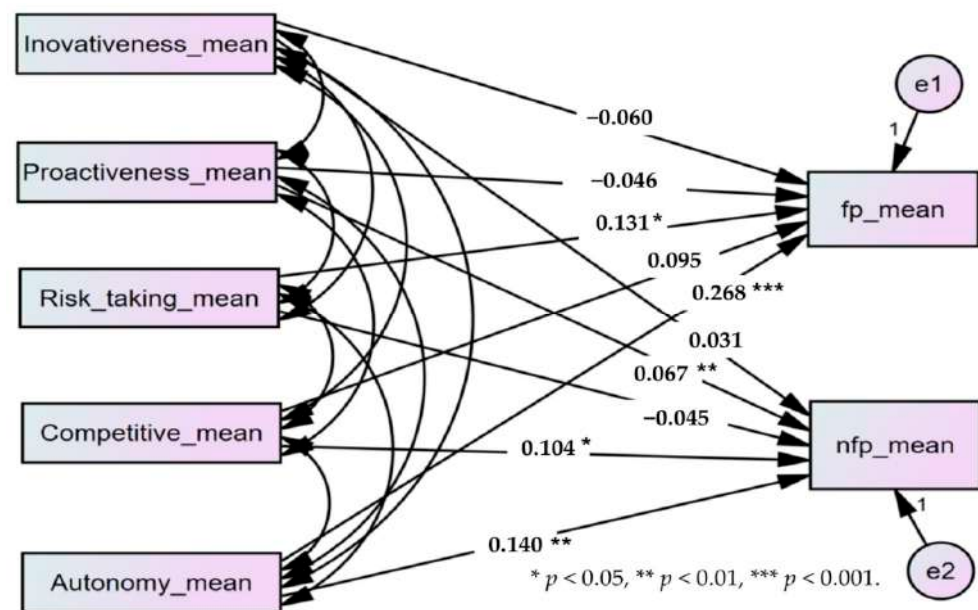 Inovativeness_mean
e1
1
−0.060
Proactiveness_mean
−0.046
fp_mean
0.131 *
0.095
Risk_taking_mean
0.268 ***
0.031
0.067 **
−0.045
Competitive_mean
0.104 *
nfp_mean
1
0.140 **
Autonomy_mean
e2
* p < 0.05, ** p < 0.01, *** p < 0.001.